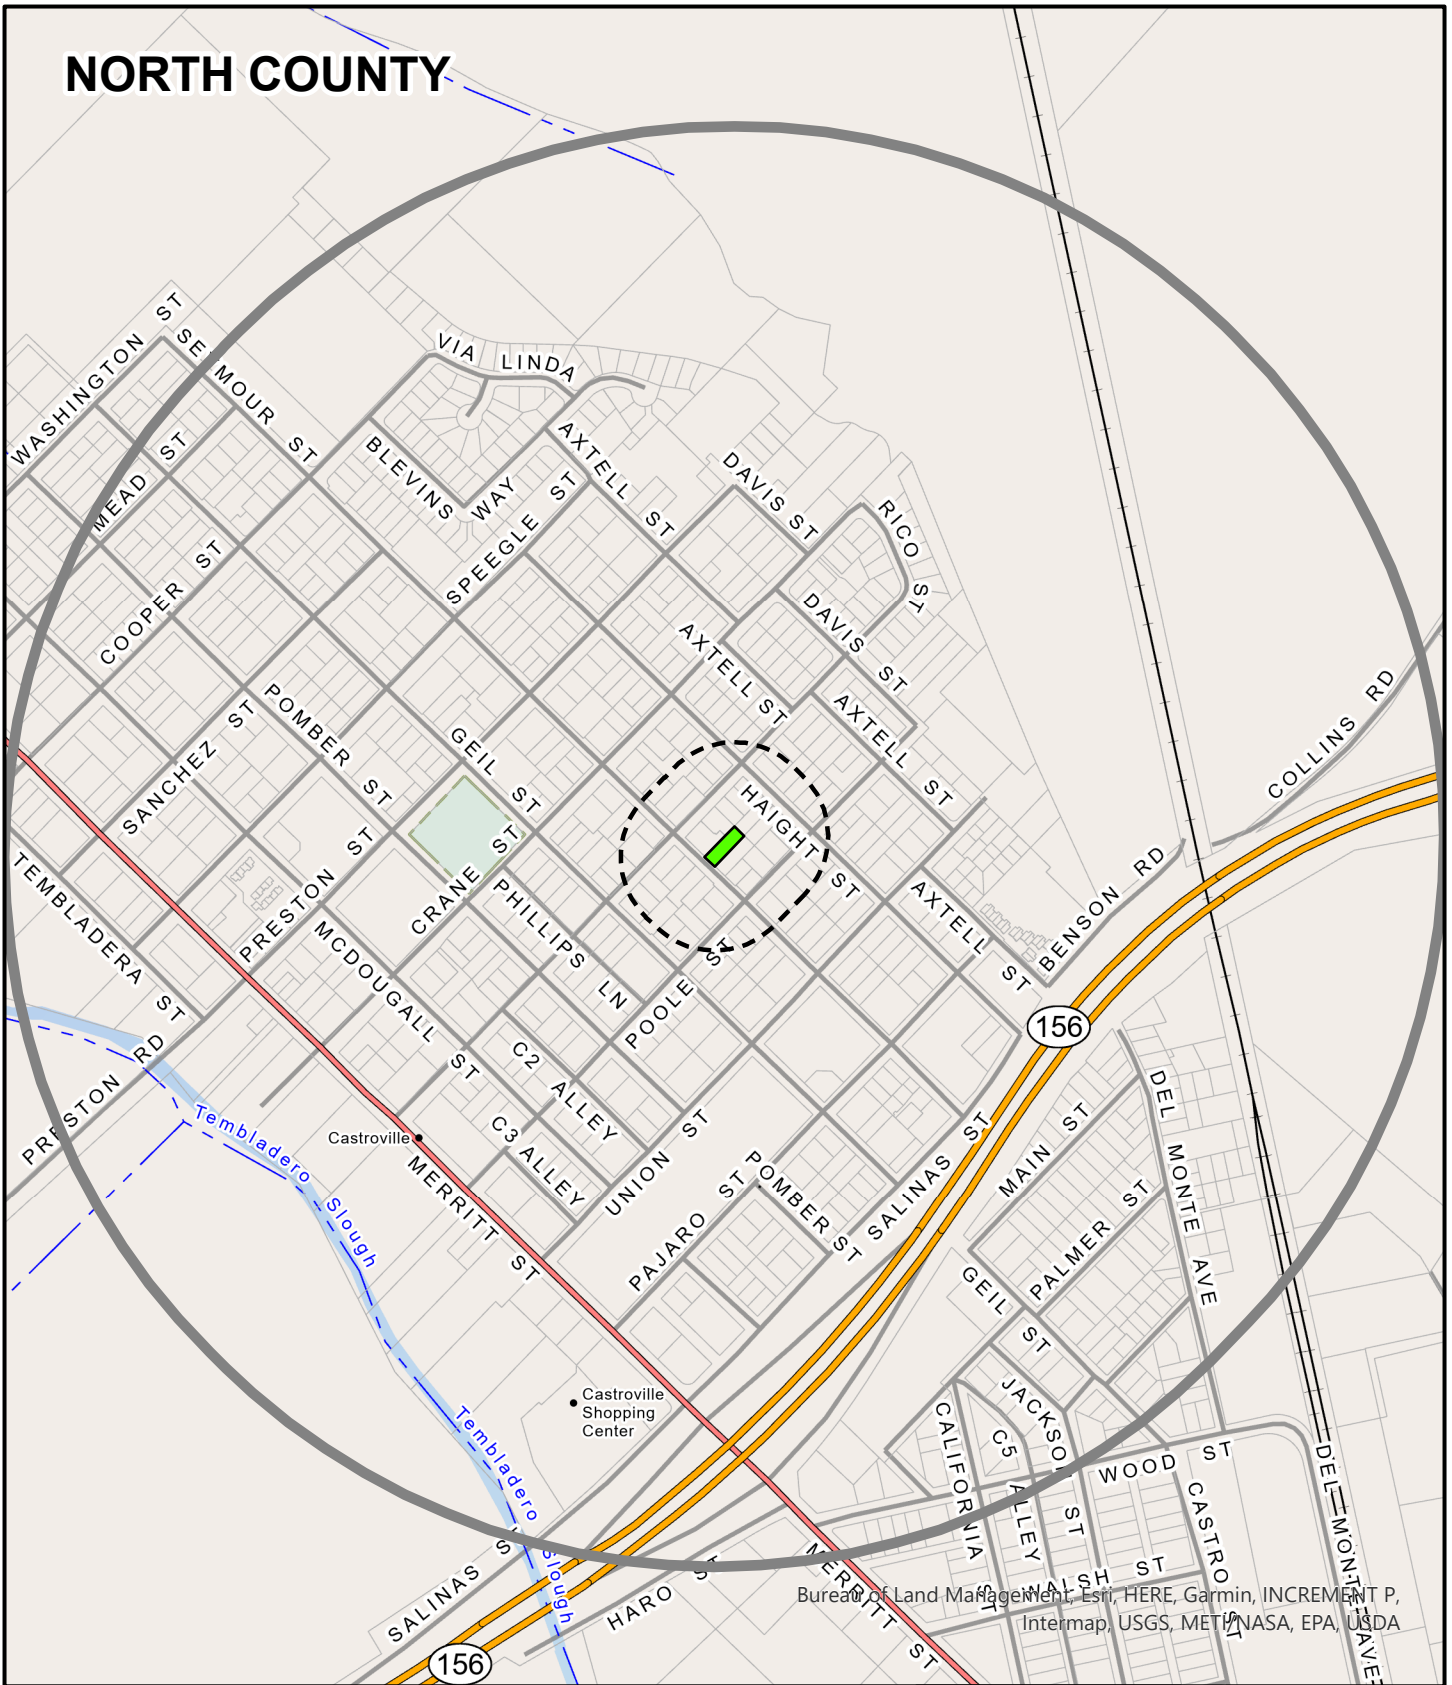 NORTH COUNTY
WASHINGTON ST
SEYMOUR ST
VIA LINDA
MEAD ST
BLEVINS WAY
AXTELL ST
DAVIS ST
RICO ST
SPEEGLE ST
COOPER ST
DAVIS ST
AXTELL ST
AXTELL ST
SANCHEZ ST
POMBER ST
GEIL ST
COLLINS RD
HAIGHT ST
TEMBLADERA ST
PRESTON ST
CRANE ST
PHILLIPS LN
AXTELL ST
BENSON RD
MCDOUGALL ST
POOLE ST
156
PRESTON RD
C2 ALLEY
C3 ALLEY
UNION ST
Tembladero Slough
Castroville
MERRITT ST
PAJARO ST
POMBER ST
SALINAS ST
MAIN ST
DEL MONTE AVE
PALMER ST
GEIL ST
Castroville
Shopping
Center
JACKSON ST
CALIFORNIA ST
C5 ALLEY
WOOD ST
CASTRO ST
DEL MONTE AVE
Tembladero Slough
SALINAS ST
HARO ST
MERRITT ST
WALSH ST
156
Bureau of Land Management, Esri, HERE, Garmin, INCREMENT P,
Intermap, USGS, METI/NASA, EPA, USDA